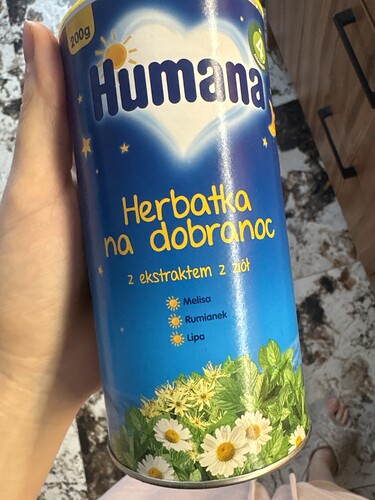 200g
Humana
Herbatka
na dobranoc
z ekstraktem z ziół
Melisa
Rumianek
Lipa